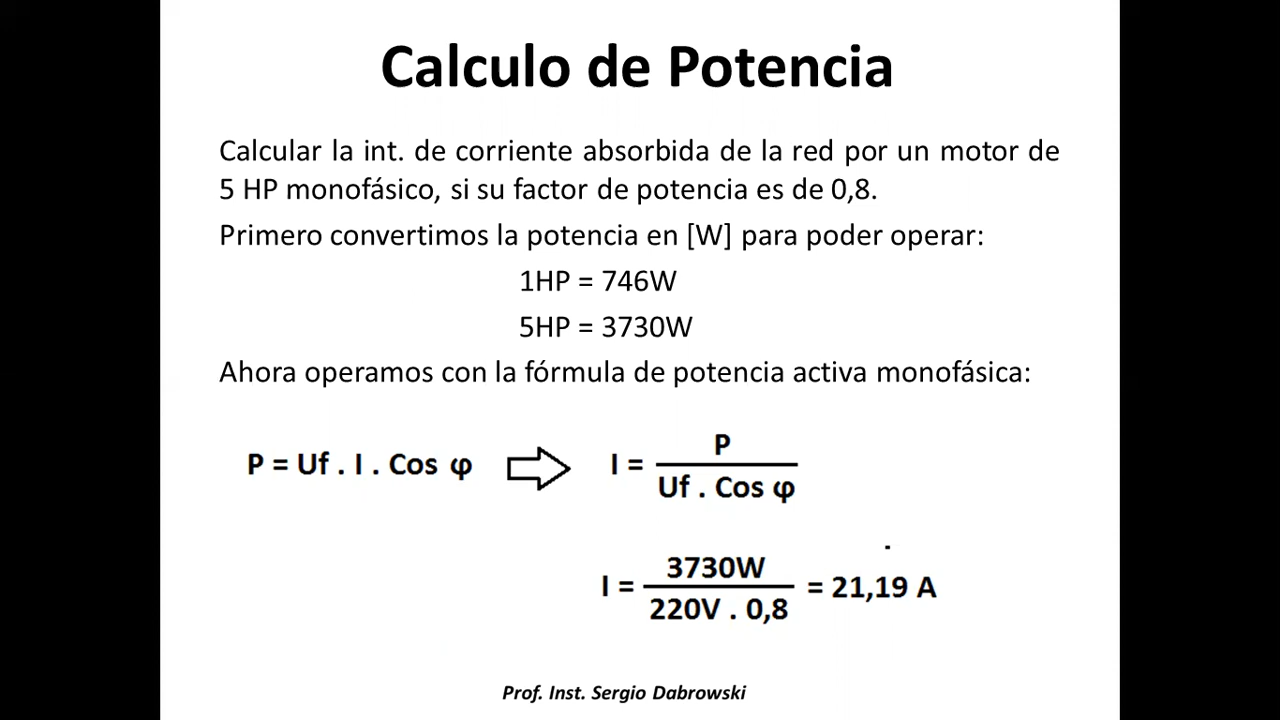 Calculo de Potencia
Calcular la int. de corriente absorbida de la red por un motor de
5 HP monofásico, si su factor de potencia es de 0,8.
Primero convertimos la potencia en [W] para poder operar:
1HP = 746W
5HP = 3730W
Ahora operamos con la fórmula de potencia activa monofásica:
P = Uf . I . Cos φ
I = P / Uf . Cos φ
I = 3730W / 220V . 0,8 = 21,19 A
Prof. Inst. Sergio Dabrowski